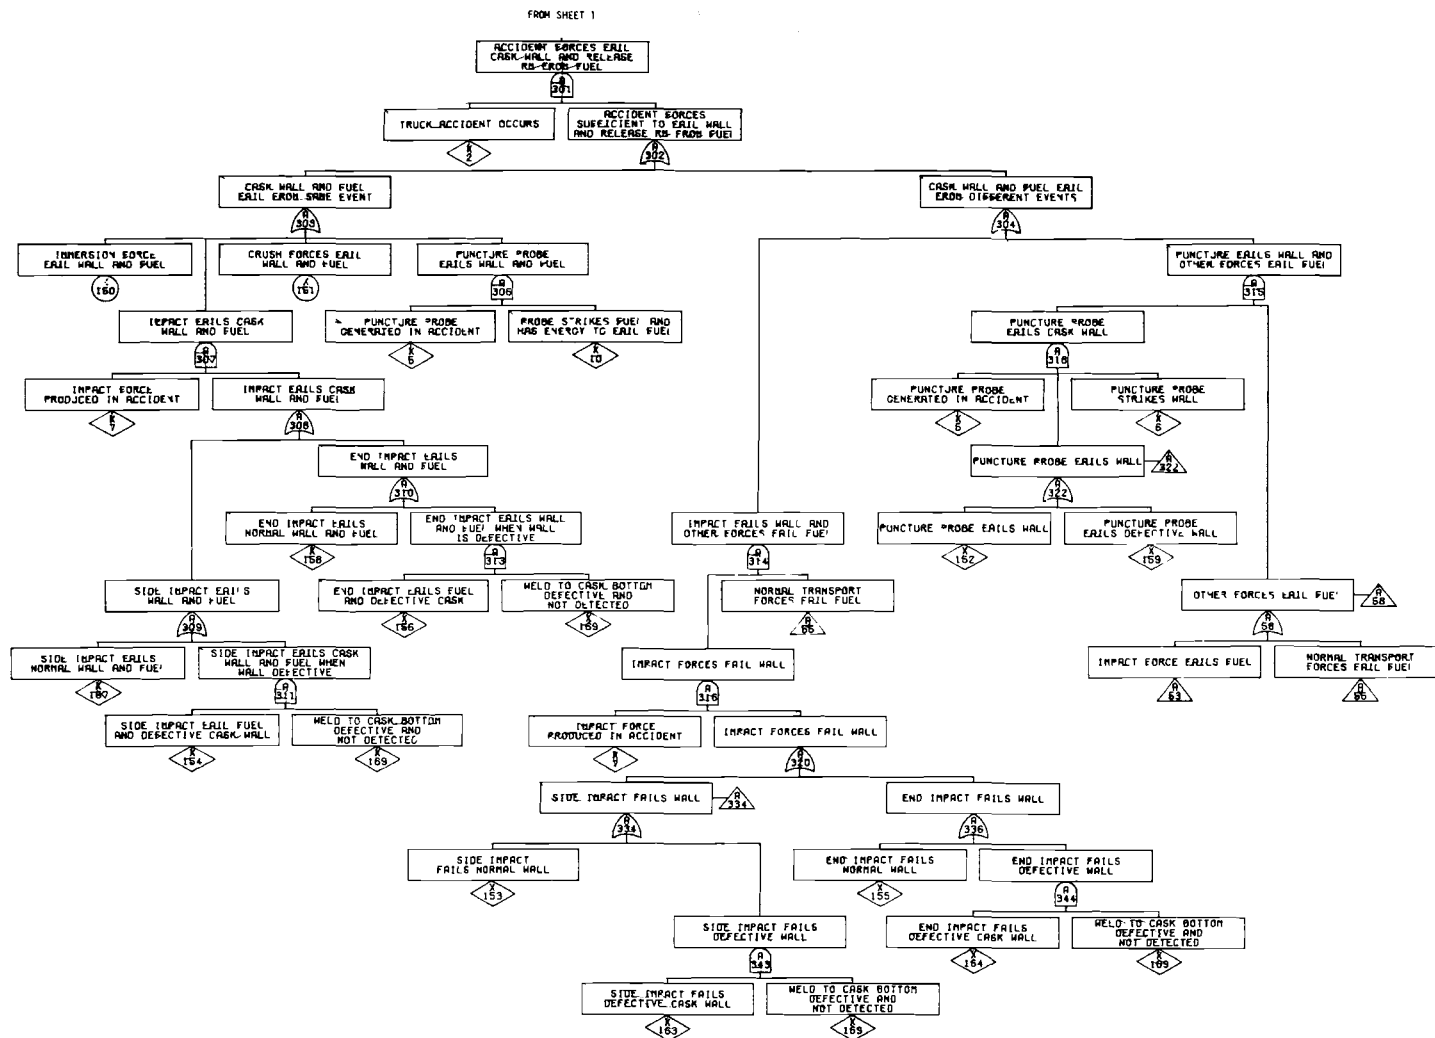 FROM SHEET 1
ACCIDENT FORCES FAIL
CASK WALL AND RELEASE
RM FROM FUEL
A
301
TRUCK ACCIDENT OCCURS
X
2
ACCIDENT FORCES
SUFFICIENT TO FAIL WALL
AND RELEASE RM FROM FUEL
A
302
CASK WALL AND FUEL
FAIL FROM SAME EVENT
A
303
CASK WALL AND FUEL FAIL
FROM DIFFERENT EVENTS
A
304
IMMERSION FORCE
FAIL WALL AND FUEL
160
CRUSH FORCES FAIL
WALL AND FUEL
161
PUNCTURE PROBE
FAILS WALL AND FUEL
A
306
PUNCTURE FAILS WALL AND
OTHER FORCES FAIL FUEL
A
315
IMPACT FAILS CASK
WALL AND FUEL
A
307
PUNCTURE PROBE
GENERATED IN ACCIDENT
X
5
PROBE STRIKES FUEL AND
HAS ENERGY TO FAIL FUEL
X
10
PUNCTURE PROBE
FAILS CASK WALL
A
318
IMPACT FORCE
PRODUCED IN ACCIDENT
X
7
IMPACT FAILS CASK
WALL AND FUEL
A
308
PUNCTURE PROBE
GENERATED IN ACCIDENT
X
5
PUNCTURE PROBE
STRIKES WALL
X
6
END IMPACT FAILS
WALL AND FUEL
A
310
PUNCTURE PROBE FAILS WALL
A
322
A
322
END IMPACT FAILS
NORMAL WALL AND FUEL
X
158
END IMPACT FAILS WALL
AND FUEL WHEN WALL
IS DEFECTIVE
A
313
IMPACT FAILS WALL AND
OTHER FORCES FAIL FUEL
A
314
PUNCTURE PROBE FAILS WALL
X
152
PUNCTURE PROBE
FAILS DEFECTIVE WALL
X
159
SIDE IMPACT FAILS
WALL AND FUEL
A
309
END IMPACT FAILS FUEL
AND DEFECTIVE CASK
X
166
WELD TO CASK BOTTOM
DEFECTIVE AND
NOT DETECTED
X
169
NORMAL TRANSPORT
FORCES FAIL FUEL
A
55
OTHER FORCES FAIL FUEL
A
58
A
58
SIDE IMPACT FAILS
NORMAL WALL AND FUEL
X
157
SIDE IMPACT FAILS CASK
WALL AND FUEL WHEN
WALL DEFECTIVE
A
311
IMPACT FORCES FAIL WALL
A
316
IMPACT FORCE FAILS FUEL
A
53
NORMAL TRANSPORT
FORCES FAIL FUEL
A
55
SIDE IMPACT FAIL FUEL
AND DEFECTIVE CASK WALL
X
154
WELD TO CASK BOTTOM
DEFECTIVE AND
NOT DETECTED
X
169
IMPACT FORCE
PRODUCED IN ACCIDENT
X
7
IMPACT FORCES FAIL WALL
A
320
SIDE IMPACT FAILS WALL
A
334
A
334
END IMPACT FAILS WALL
A
336
SIDE IMPACT
FAILS NORMAL WALL
X
153
END IMPACT FAILS
NORMAL WALL
X
155
END IMPACT FAILS
DEFECTIVE WALL
A
344
SIDE IMPACT FAILS
DEFECTIVE WALL
A
343
END IMPACT FAILS
DEFECTIVE CASK WALL
X
164
WELD TO CASK BOTTOM
DEFECTIVE AND
NOT DETECTED
X
169
SIDE IMPACT FAILS
DEFECTIVE CASK WALL
X
163
WELD TO CASK BOTTOM
DEFECTIVE AND
NOT DETECTED
X
169